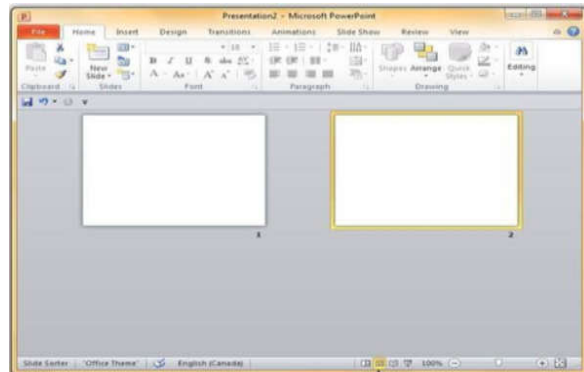 Presentation2 - Microsoft PowerPoint
File Home Insert Design Transitions Animations Slide Show Review View
Paste New Slide Shapes Arrange Quick Styles Editing
Clipboard Slides Font Paragraph Drawing
1 2
Slide Sorter "Office Theme" English (Canada) 100%